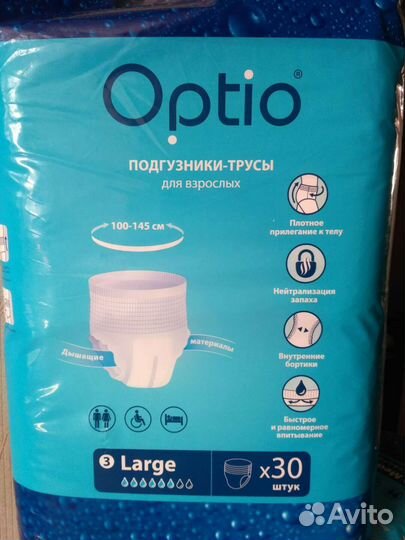 Optio®
ПОДГУЗНИКИ-ТРУСЫ
для взрослых
100-145 см
Плотное
прилегание к телу
Нейтрализация
запаха
Дышащие
материалы
Внутренние
бортики
Быстрое
и равномерное
впитывание
3 Large
x30
штук
Avito